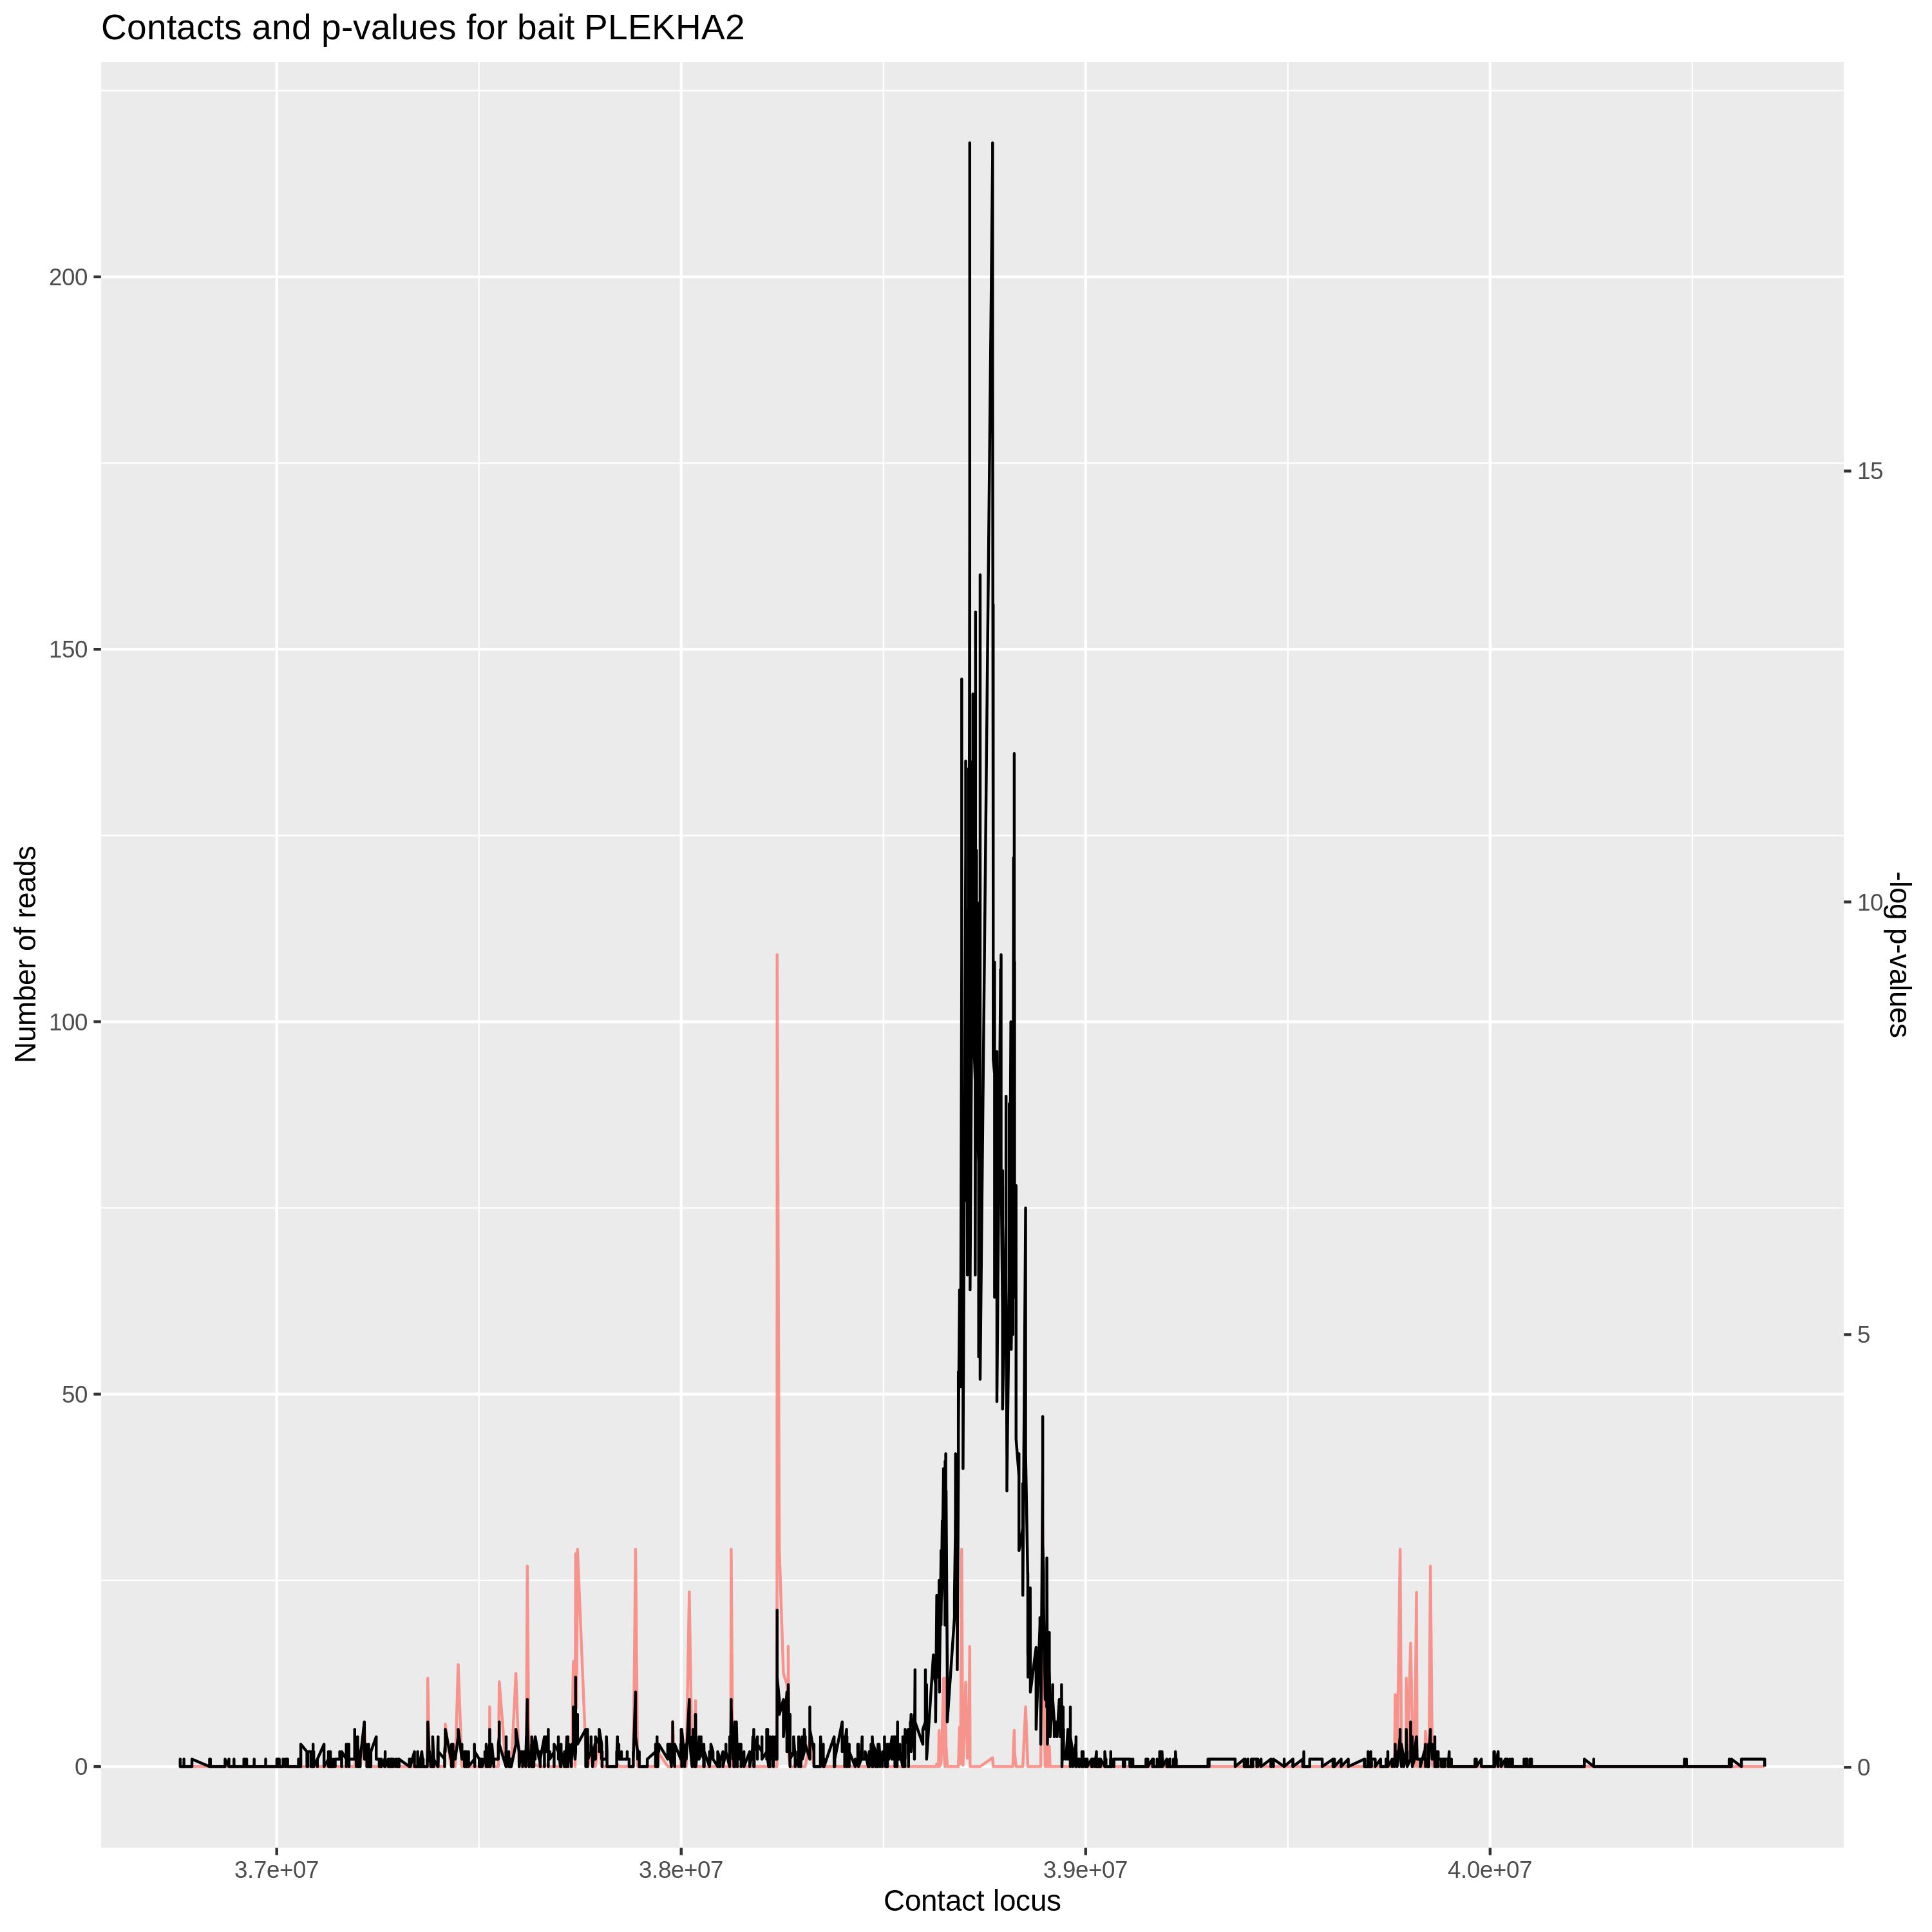 Contacts and p-values for bait PLEKHA2
200
150
100
50
0
15
10
5
0
Number of reads
-log p-values
3.7e+07 3.8e+07 3.9e+07 4.0e+07
Contact locus